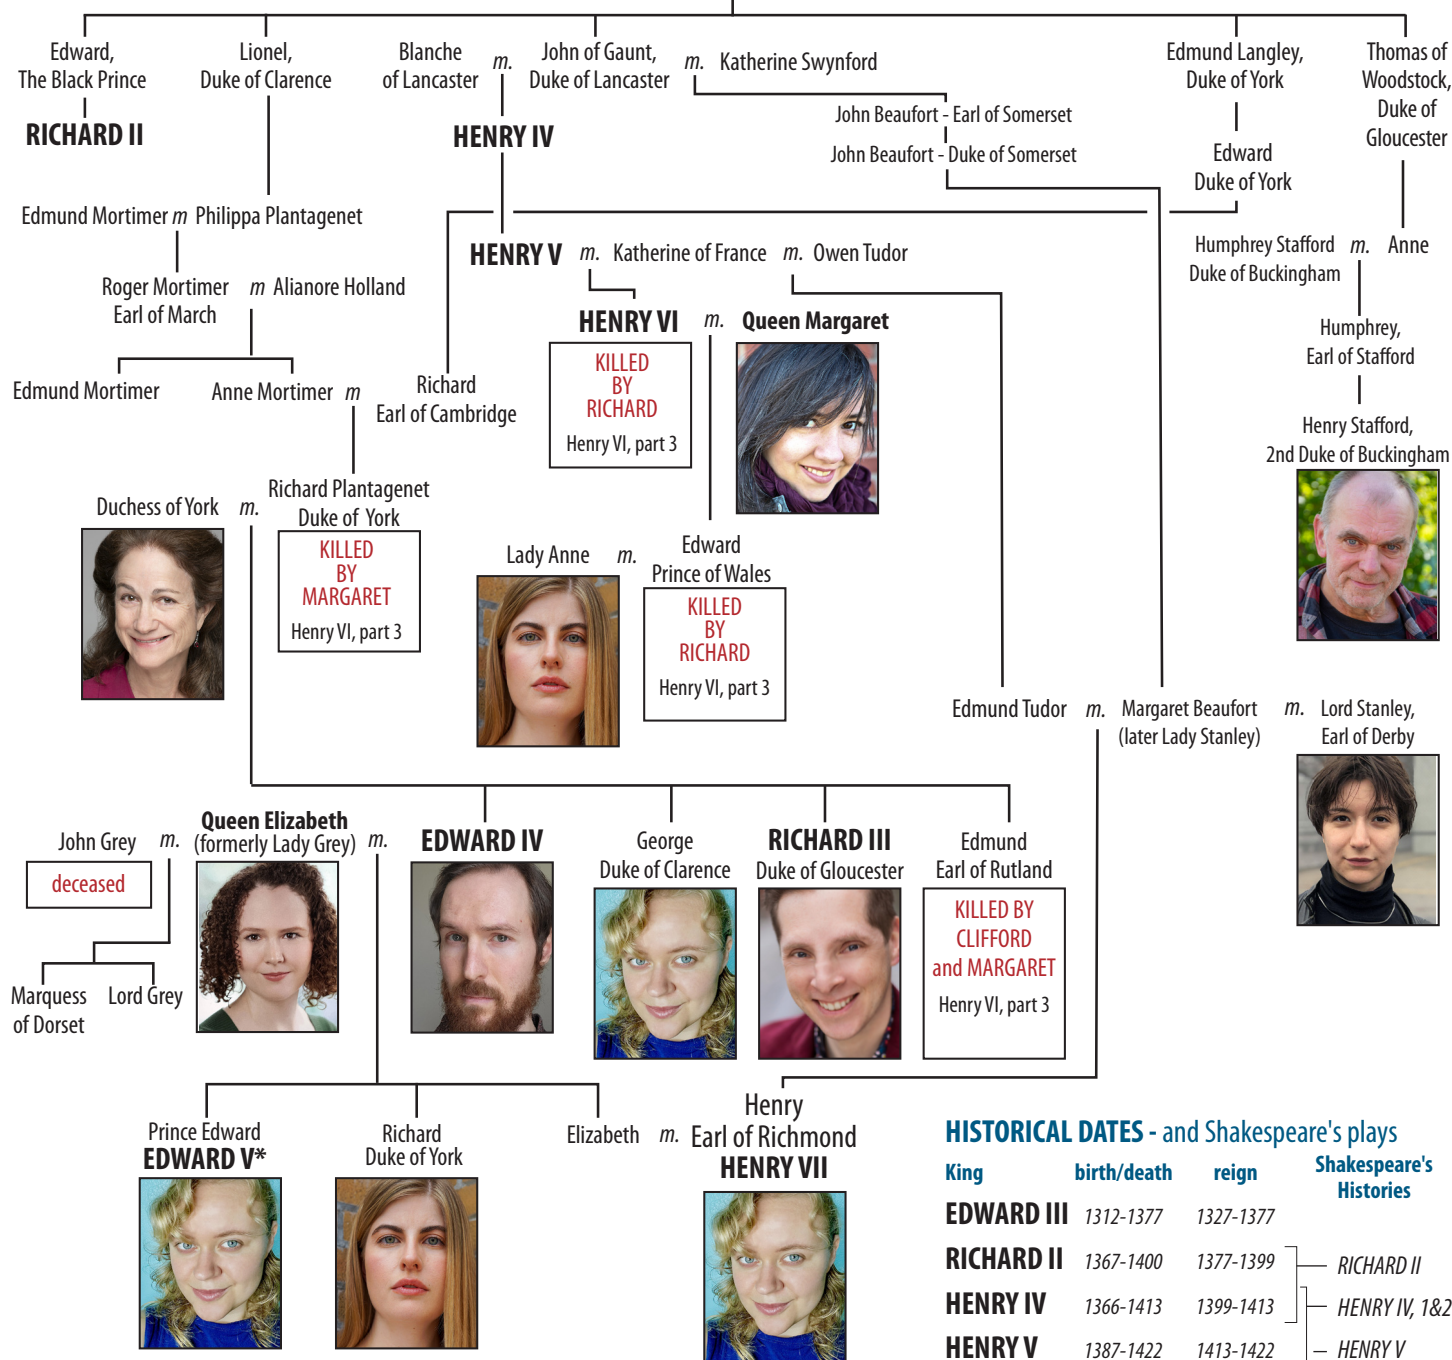 Edward,
The Black Prince
RICHARD II
Lionel,
Duke of Clarence
Blanche
of Lancaster
m.
John of Gaunt,
Duke of Lancaster
m.
Katherine Swynford
Edmund Langley,
Duke of York
Thomas of
Woodstock,
Duke of
Gloucester
HENRY IV
John Beaufort - Earl of Somerset
John Beaufort - Duke of Somerset
Edward
Duke of York
Edmund Mortimer m Philippa Plantagenet
HENRY V m. Katherine of France m. Owen Tudor
Humphrey Stafford
Duke of Buckingham
m. Anne
Roger Mortimer
Earl of March
m Alianore Holland
HENRY VI m. Queen Margaret
KILLED
BY
RICHARD
Henry VI, part 3
Humphrey,
Earl of Stafford
Edmund Mortimer
Anne Mortimer m
Richard
Earl of Cambridge
Henry Stafford,
2nd Duke of Buckingham
Duchess of York m.
Richard Plantagenet
Duke of York
KILLED
BY
MARGARET
Henry VI, part 3
Lady Anne m.
Edward
Prince of Wales
KILLED
BY
RICHARD
Henry VI, part 3
Edmund Tudor m.
Margaret Beaufort
(later Lady Stanley)
m.
Lord Stanley,
Earl of Derby
John Grey m.
deceased
Queen Elizabeth
(formerly Lady Grey) m.
EDWARD IV
George
Duke of Clarence
RICHARD III
Duke of Gloucester
Edmund
Earl of Rutland
KILLED BY
CLIFFORD
and MARGARET
Henry VI, part 3
Marquess
of Dorset
Lord Grey
Prince Edward
EDWARD V*
Richard
Duke of York
Elizabeth m.
Henry
Earl of Richmond
HENRY VII
HISTORICAL DATES - and Shakespeare's plays
King birth/death reign Shakespeare's
Histories
EDWARD III 1312-1377 1327-1377
RICHARD II 1367-1400 1377-1399 RICHARD II
HENRY IV 1366-1413 1399-1413 HENRY IV, 1&2
HENRY V 1387-1422 1413-1422 HENRY V